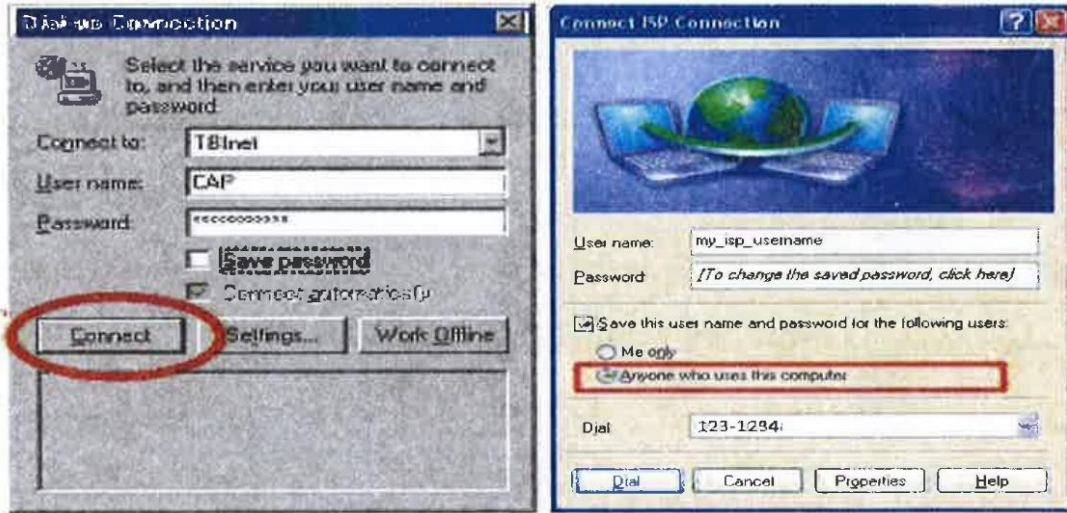 Dial-up Connection
Select the service you want to connect
to, and then enter your user name and
password
Connect to:
TBInet
User name:
CAP
Password:
***********
Save password
Connect automatically
Connect
Settings...
Work Offline
Connect ISP Connection
User name:
my_isp_username
Password
[To change the saved password, click here]
Save this user name and password for the following users:
Me only
Anyone who uses this computer
Dial
123-1234
Dial
Cancel
Properties
Help